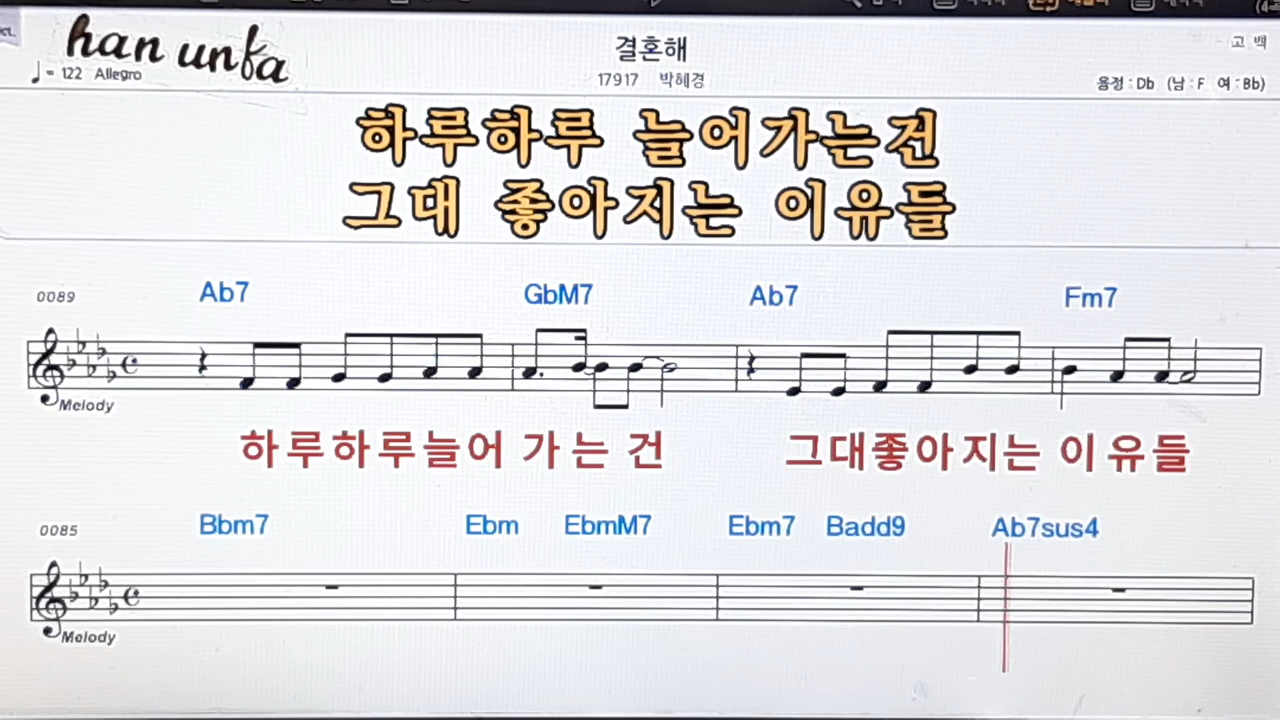 han unfa
결혼해
고 백
♩= 122 Allegro
17917 박혜경
음정 : Db (남 : F 여 : Bb)
하루하루 늘어가는건
그대 좋아지는 이유들
0089 Ab7 GbM7 Ab7 Fm7
Melody
하루하루늘어 가는 건 그대좋아지는 이유들
0085 Bbm7 Ebm EbmM7 Ebm7 Badd9 Ab7sus4
Melody